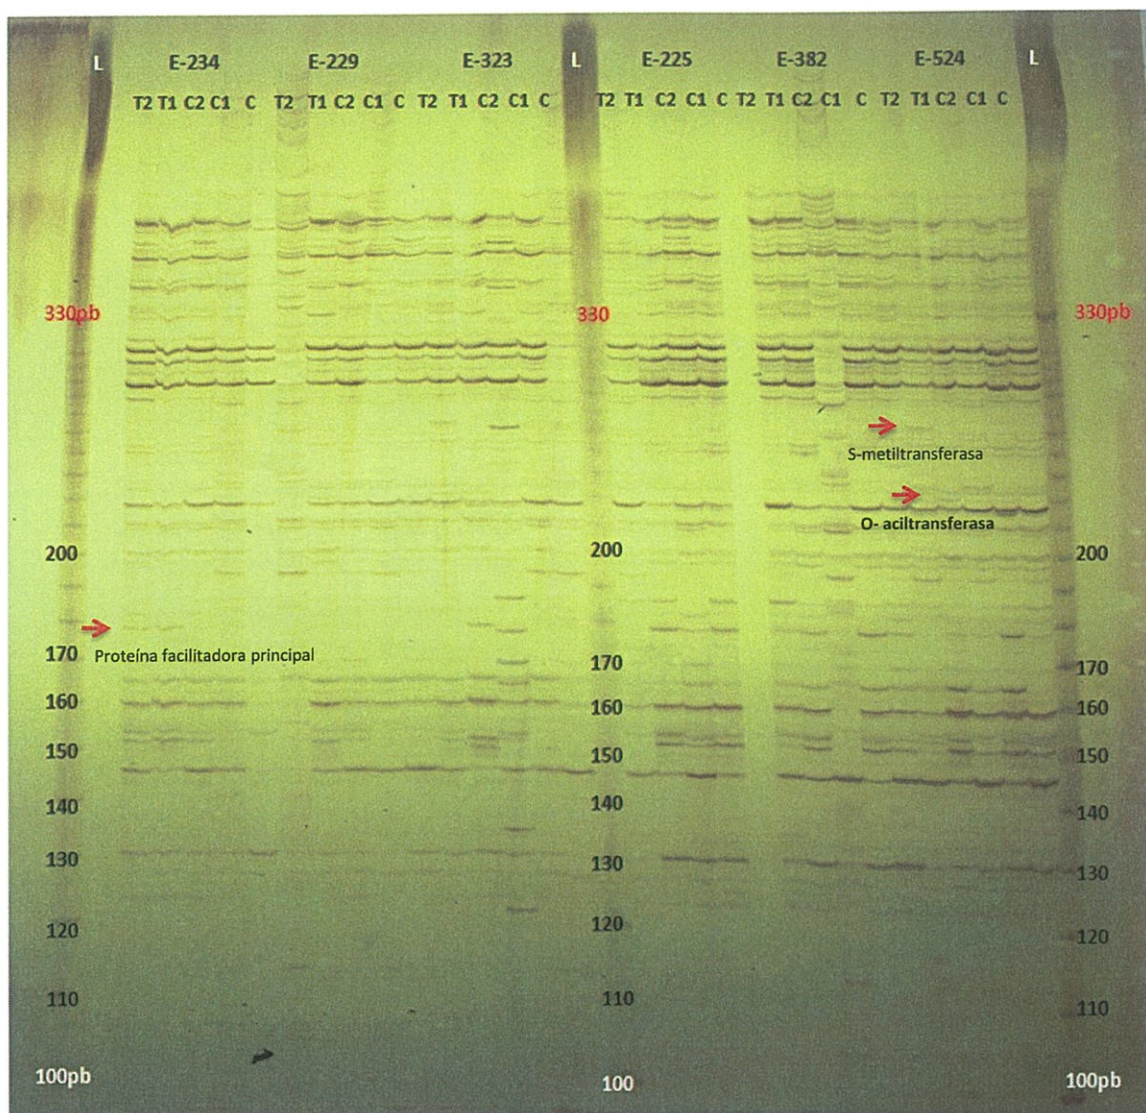 L E-234 E-229 E-323 L E-225 E-382 E-524 L
T2 T1 C2 C1 C T2 T1 C2 C1 C T2 T1 C2 C1 C T2 T1 C2 C1 C T2 T1 C2 C1 C T2 T1 C2 C1 C
330pb 330 330pb
S-metiltransferasa
O- aciltransferasa
200 200 200
Proteína facilitadora principal
170 170 170
160 160 160
150 150 150
140 140 140
130 130 130
120 120 120
110 110 110
100pb 100 100pb